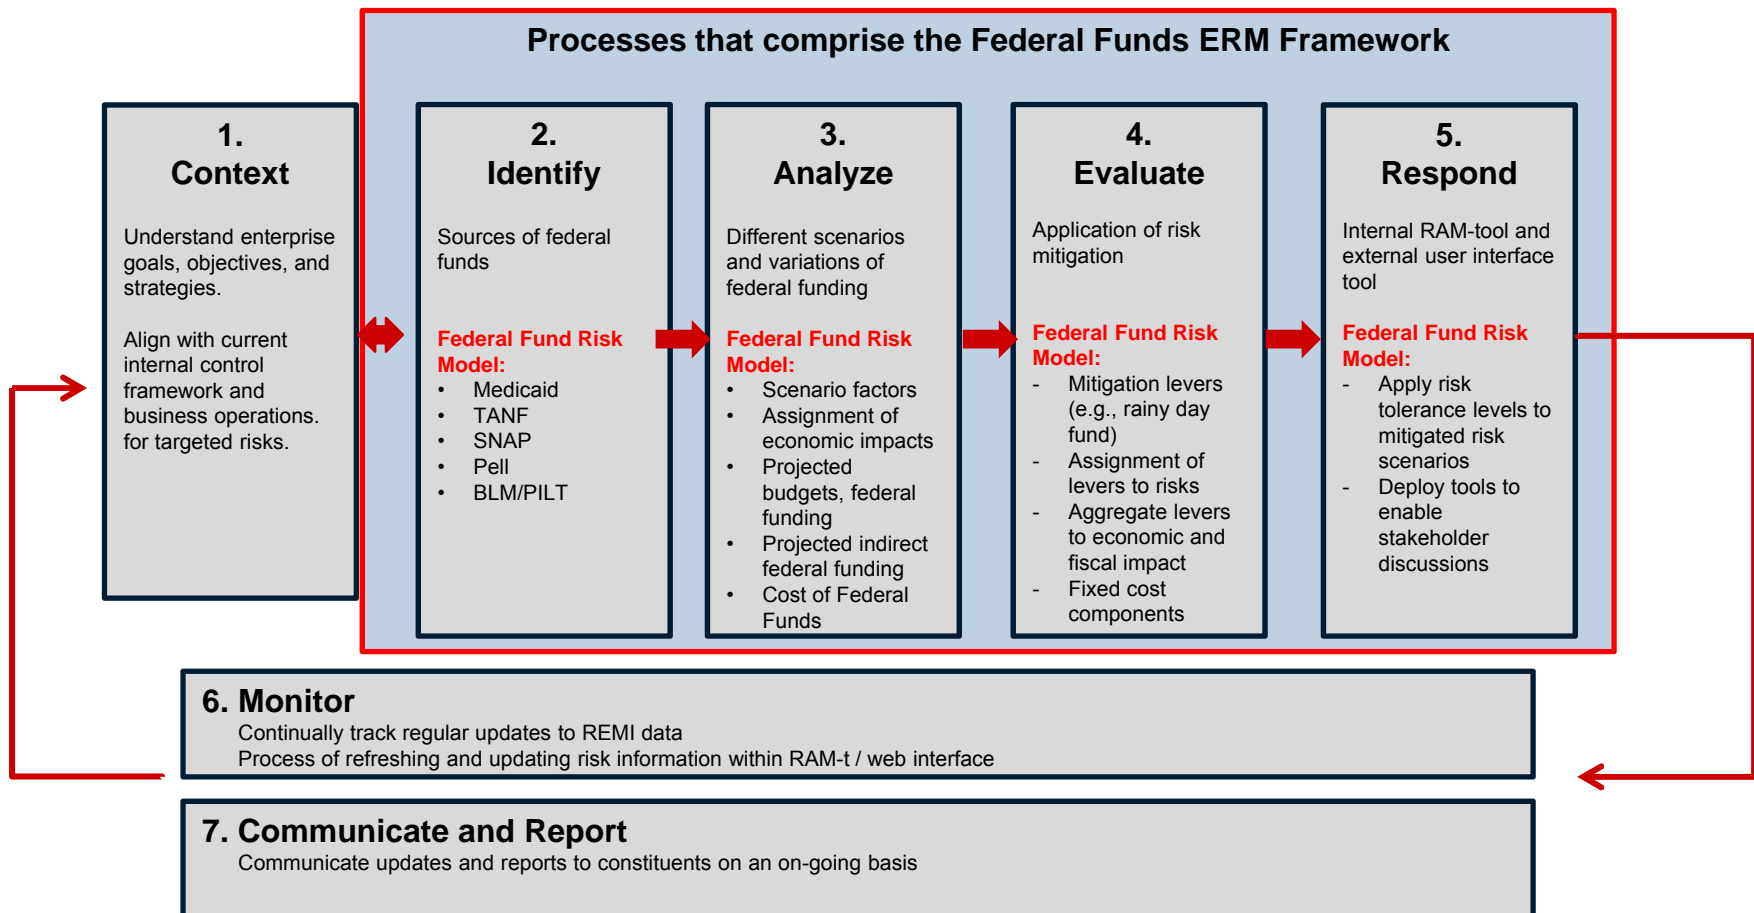 Processes that comprise the Federal Funds ERM Framework
1.
Context
Understand enterprise
goals, objectives, and
strategies.
Align with current
internal control
framework and
business operations.
for targeted risks.
2.
Identify
Sources of federal
funds
Federal Fund Risk
Model:
• Medicaid
• TANF
• SNAP
• Pell
• BLM/PILT
3.
Analyze
Different scenarios
and variations of
federal funding
Federal Fund Risk
Model:
• Scenario factors
• Assignment of
economic impacts
• Projected
budgets, federal
funding
• Projected indirect
federal funding
• Cost of Federal
Funds
4.
Evaluate
Application of risk
mitigation
Federal Fund Risk
Model:
- Mitigation levers
(e.g., rainy day
fund)
- Assignment of
levers to risks
- Aggregate levers
to economic and
fiscal impact
- Fixed cost
components
5.
Respond
Internal RAM-tool and
external user interface
tool
Federal Fund Risk
Model:
- Apply risk
tolerance levels to
mitigated risk
scenarios
- Deploy tools to
enable
stakeholder
discussions
6. Monitor
Continually track regular updates to REMI data
Process of refreshing and updating risk information within RAM-t / web interface
7. Communicate and Report
Communicate updates and reports to constituents on an on-going basis